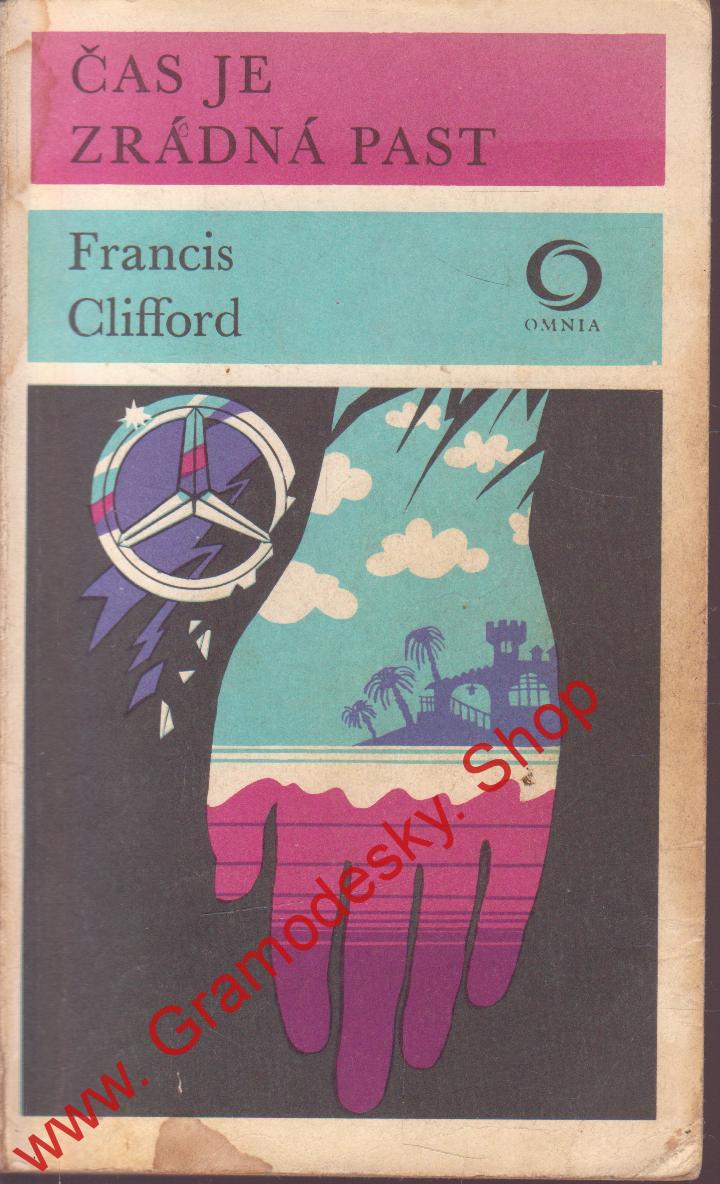 ČAS JE
ZRÁDNÁ PAST
Francis
Clifford
OMNIA
www. Gramodesky. Shop